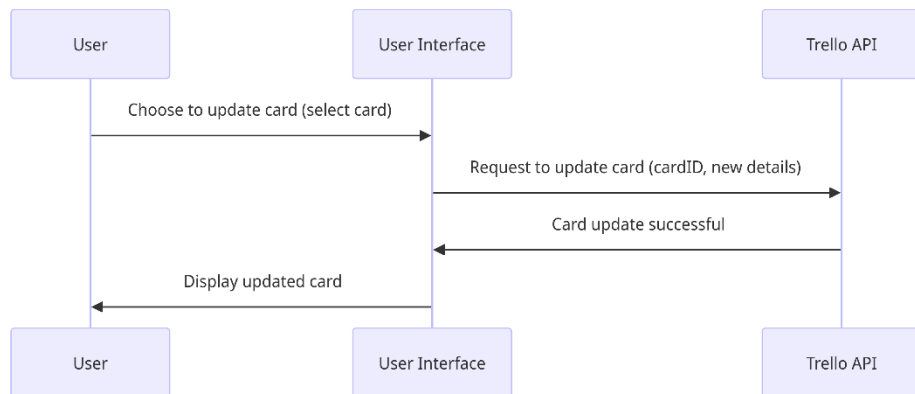 User
User Interface
Trello API
Choose to update card (select card)
Request to update card (cardID, new details)
Card update successful
Display updated card
User
User Interface
Trello API